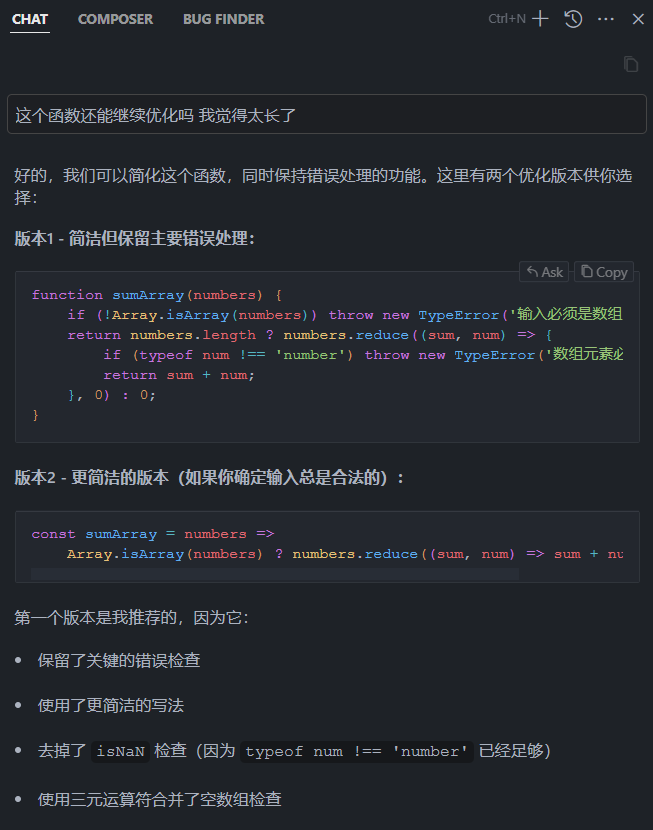 CHAT COMPOSER BUG FINDER Ctrl+N
这个函数还能继续优化吗 我觉得太长了
好的，我们可以简化这个函数，同时保持错误处理的功能。这里有两个优化版本供你选
择：
版本1 - 简洁但保留主要错误处理：
Ask Copy
function sumArray(numbers) {
    if (!Array.isArray(numbers)) throw new TypeError('输入必须是数组
    return numbers.length ? numbers.reduce((sum, num) => {
        if (typeof num !== 'number') throw new TypeError('数组元素必
        return sum + num;
    }, 0) : 0;
}
版本2 - 更简洁的版本（如果你确定输入总是合法的）：
const sumArray = numbers =>
    Array.isArray(numbers) ? numbers.reduce((sum, num) => sum + nu
第一个版本是我推荐的，因为它：
• 保留了关键的错误检查
• 使用了更简洁的写法
• 去掉了 isNaN 检查（因为 typeof num !== 'number' 已经足够）
• 使用三元运算符合并了空数组检查